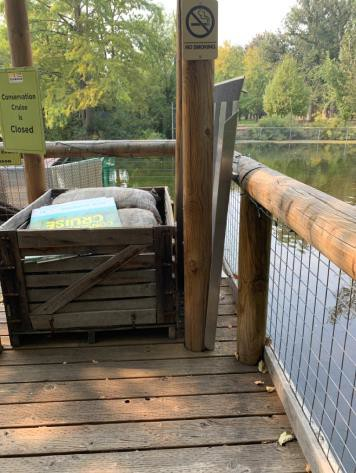 NO SMOKING
Conservation
Cruise
is
Closed
CRUISE